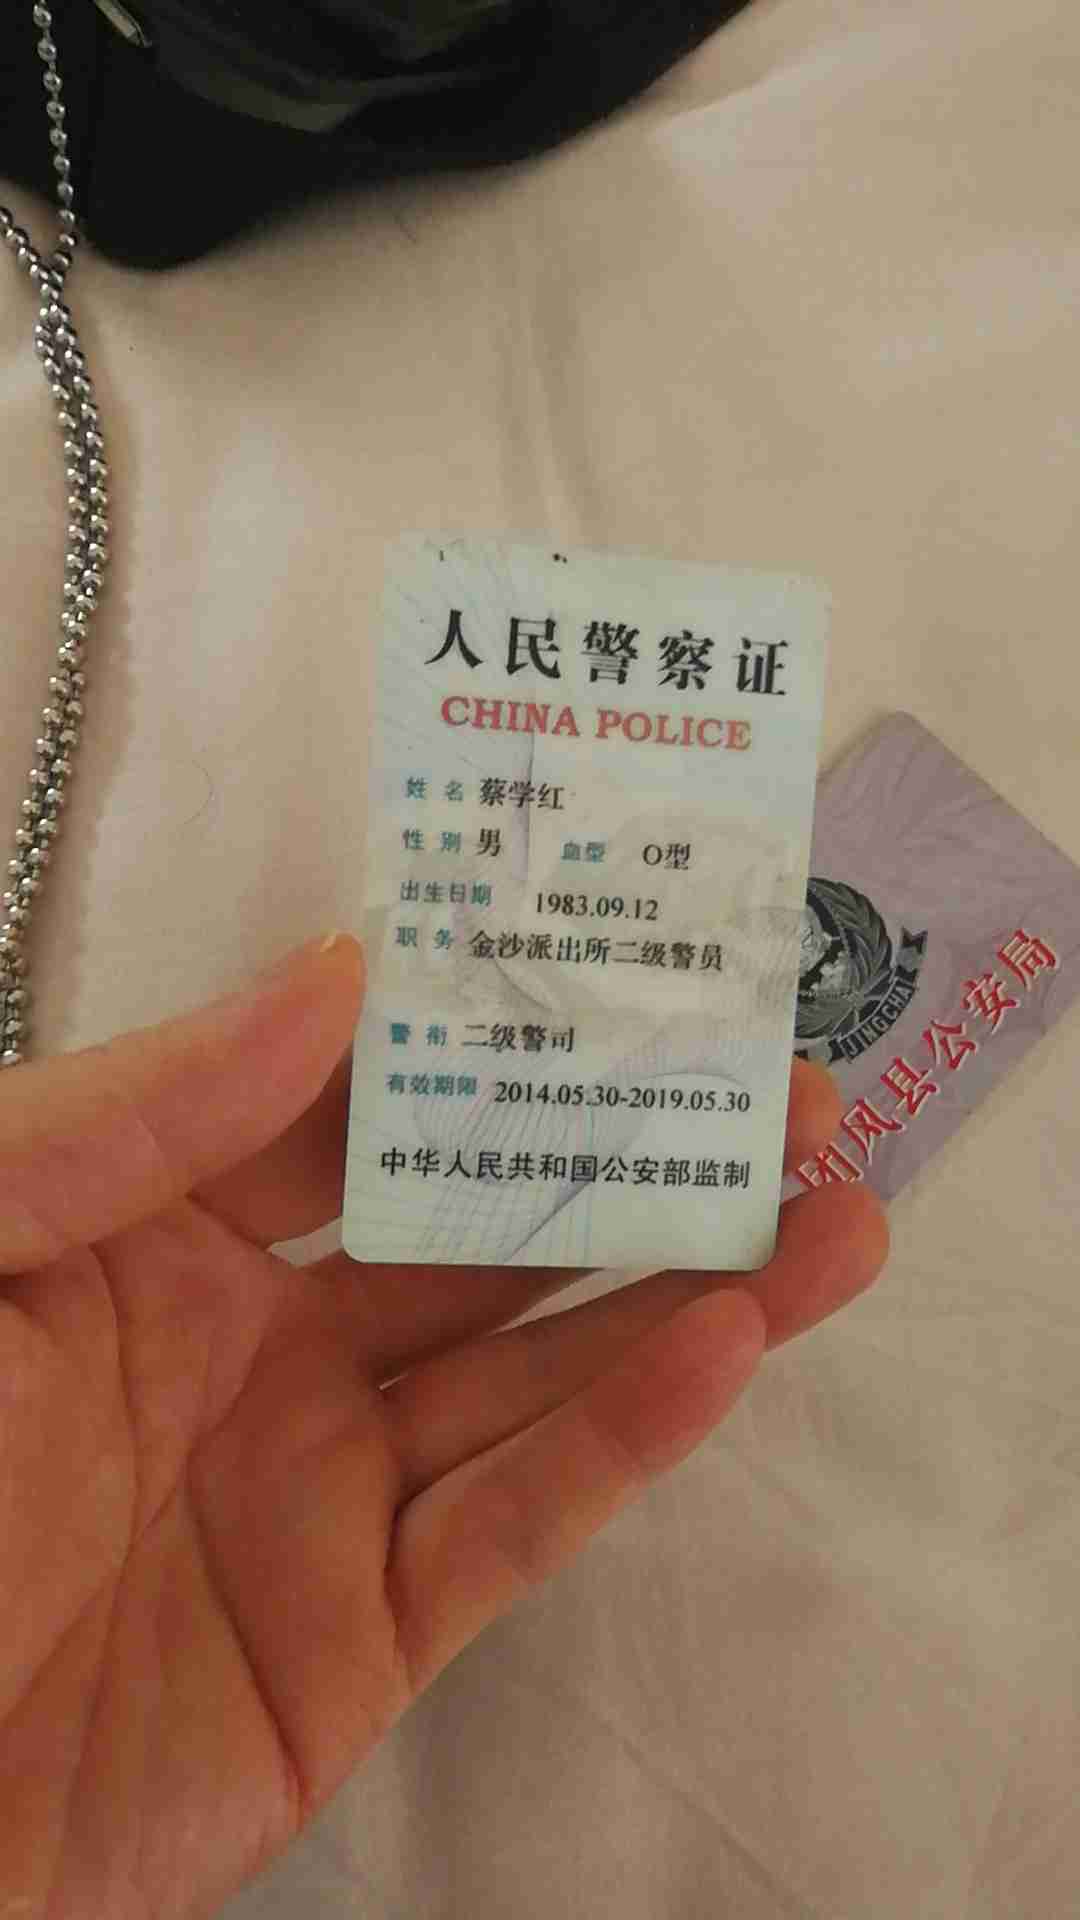 人民警察证
CHINA POLICE
姓 名 蔡学红
性 别 男 血型 O型
出生日期 1983.09.12
职 务 金沙派出所二级警员
警 衔 二级警司
有效期限 2014.05.30-2019.05.30
中华人民共和国公安部监制
JINGCHA
团风县公安局